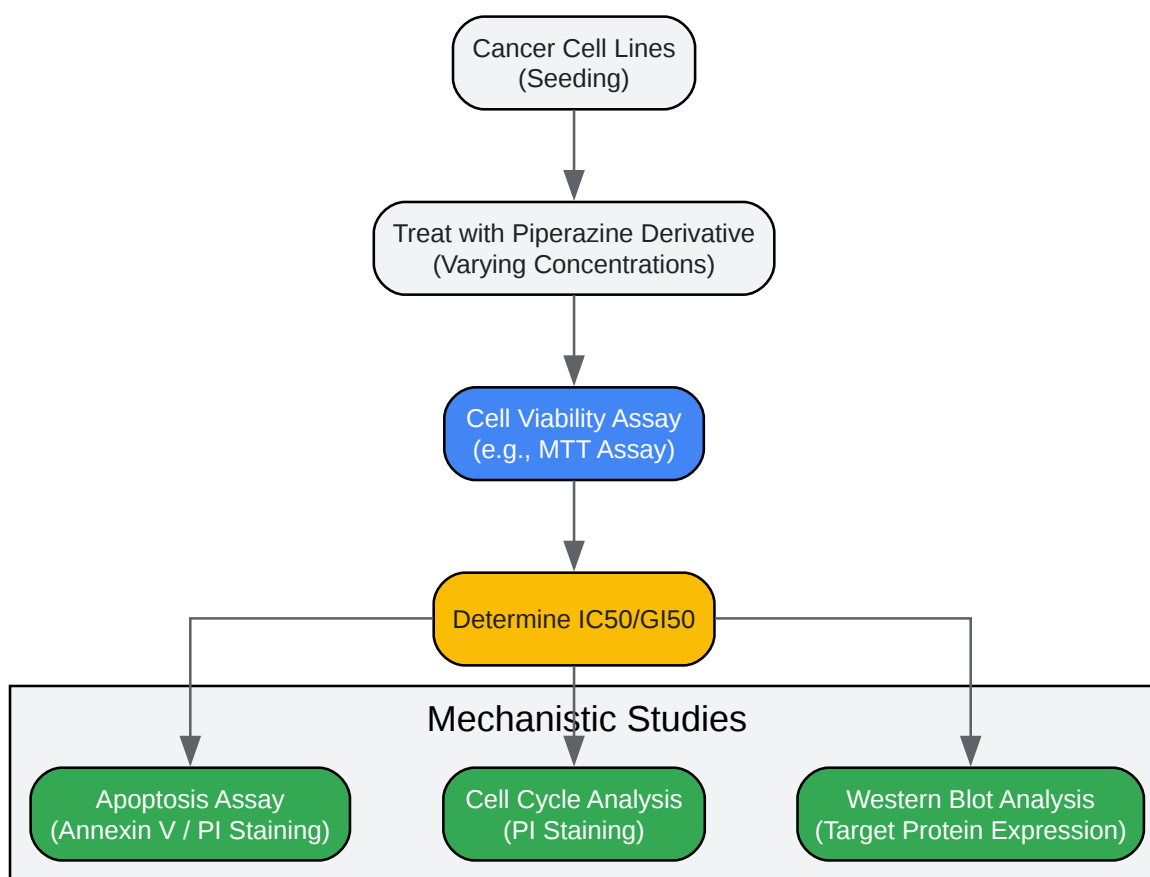 Cancer Cell Lines
(Seeding)
Treat with Piperazine Derivative
(Varying Concentrations)
Cell Viability Assay
(e.g., MTT Assay)
Determine IC50/GI50
Mechanistic Studies
Apoptosis Assay
(Annexin V / PI Staining)
Cell Cycle Analysis
(PI Staining)
Western Blot Analysis
(Target Protein Expression)